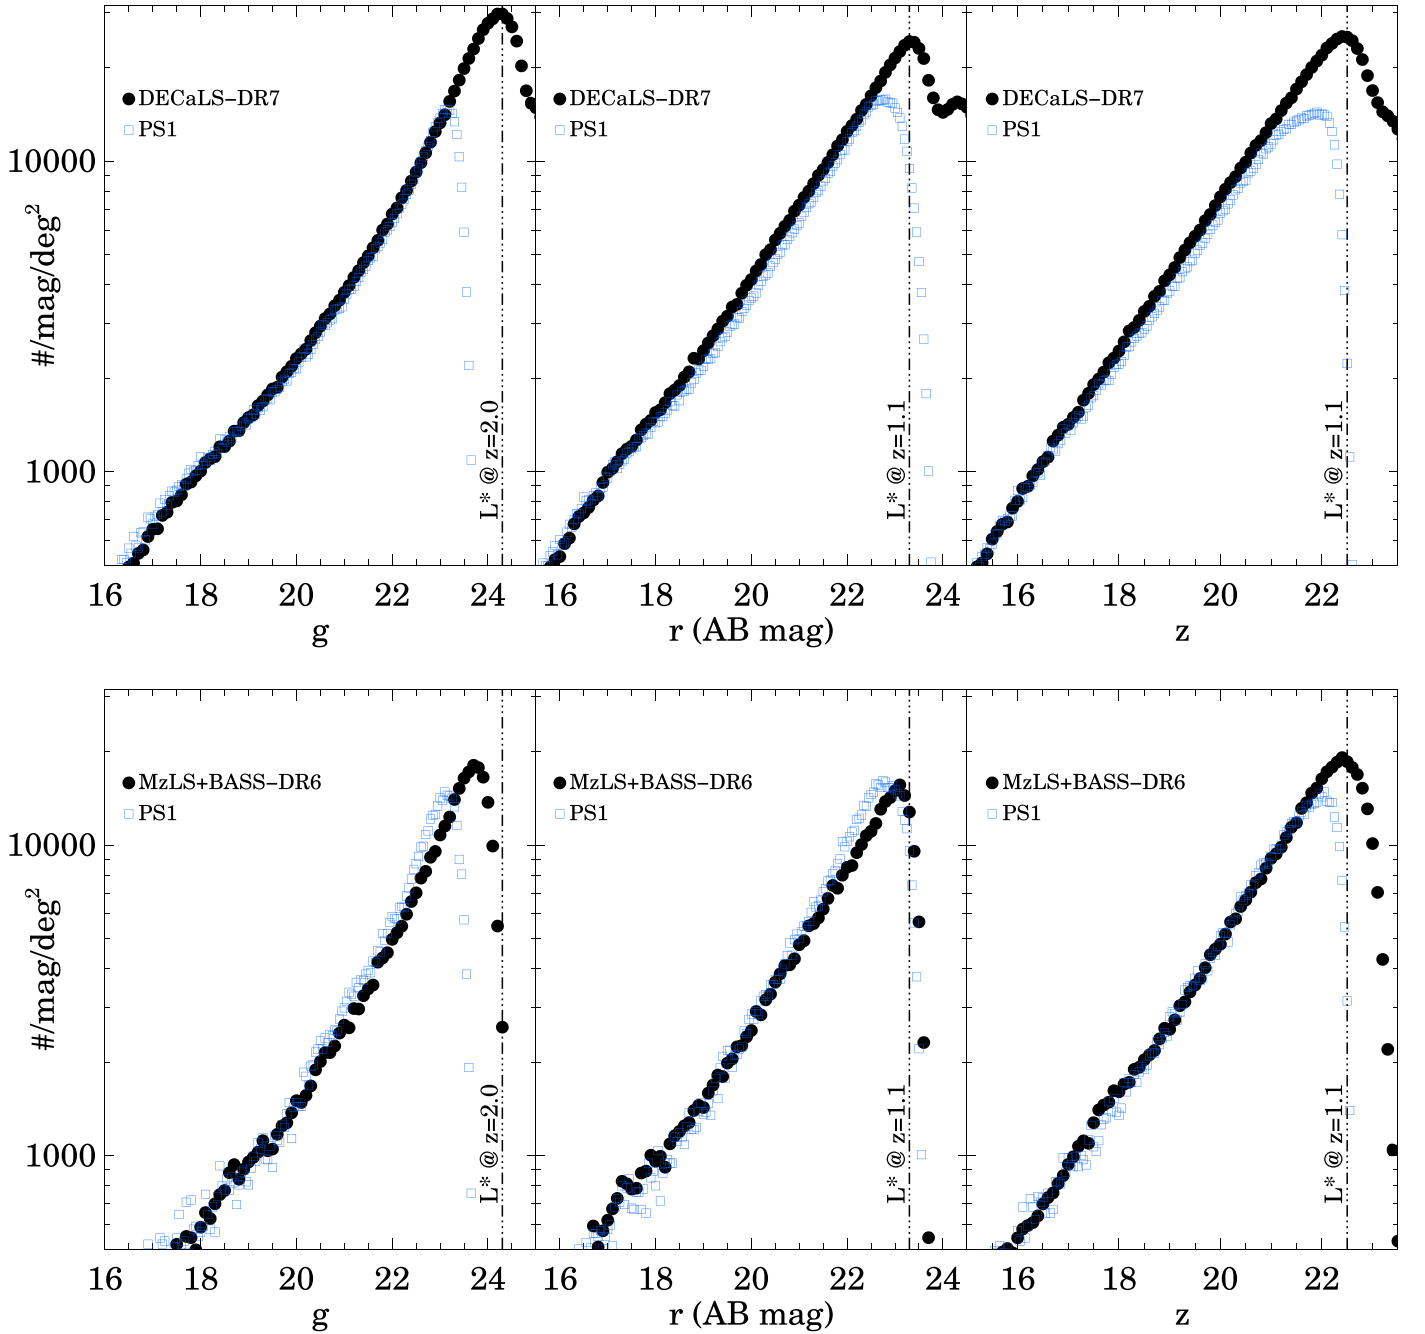 DECaLS−DR7
PS1
DECaLS−DR7
PS1
DECaLS−DR7
PS1
10000
1000
#/mag/deg²
L* @ z=2.0
L* @ z=1.1
L* @ z=1.1
16 18 20 22 24
16 18 20 22 24
16 18 20 22
g
r (AB mag)
z
MzLS+BASS−DR6
PS1
MzLS+BASS−DR6
PS1
MzLS+BASS−DR6
PS1
10000
1000
#/mag/deg²
L* @ z=2.0
L* @ z=1.1
L* @ z=1.1
16 18 20 22 24
16 18 20 22 24
16 18 20 22
g
r (AB mag)
z